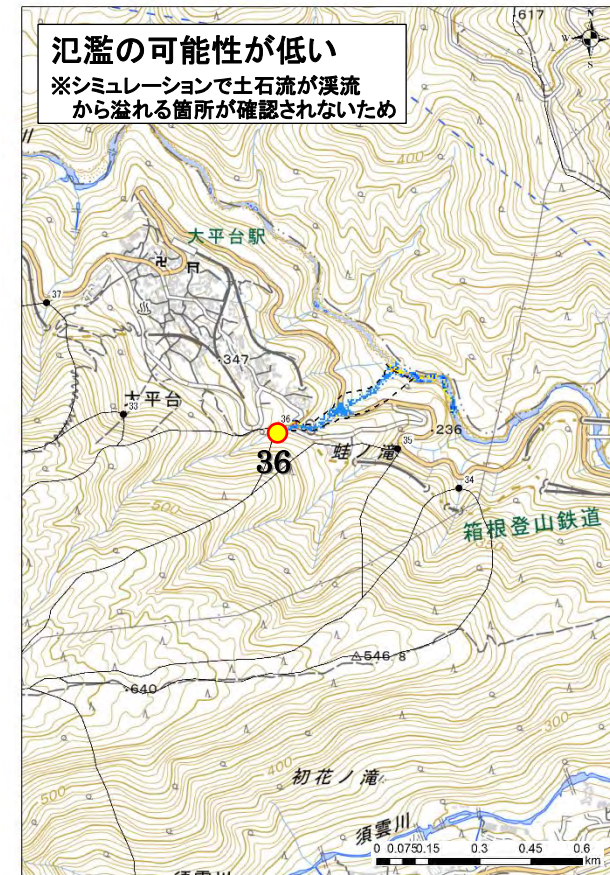 氾濫の可能性が低い
※シミュレーションで土石流が渓流
から溢れる箇所が確認されないため
617
N
W
S
400
大平台駅
37
・347
大平台
33
36
36
蛙ノ滝
・236
35
34
500
箱根登山鉄道
546.8
・640
300
400
初花ノ滝
500
須雲川
須雲川
0 0.075 0.15 0.3 0.45 0.6
km